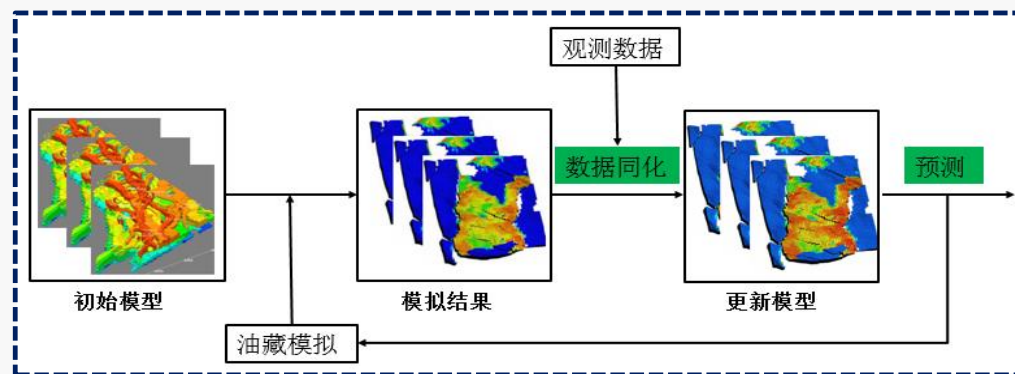 观测数据
数据同化
预测
初始模型
模拟结果
更新模型
油藏模拟